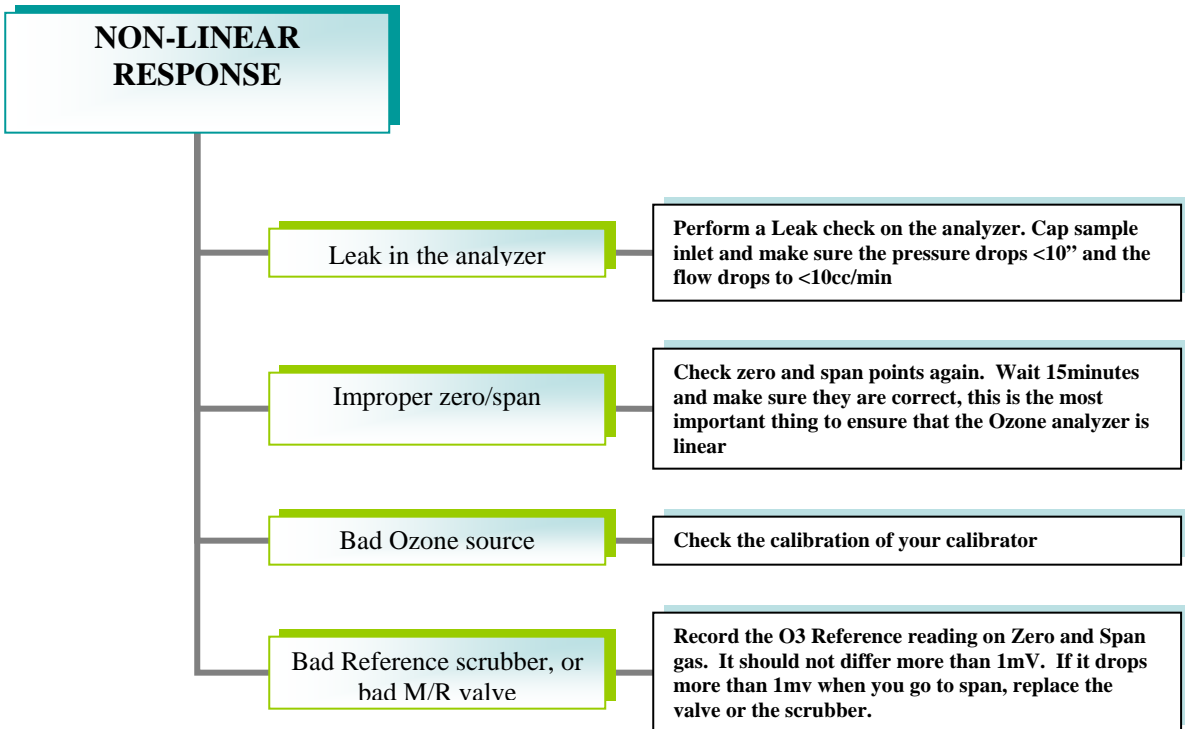 NON-LINEAR
RESPONSE
Leak in the analyzer
Perform a Leak check on the analyzer. Cap sample
inlet and make sure the pressure drops <10” and the
flow drops to <10cc/min
Improper zero/span
Check zero and span points again.  Wait 15minutes
and make sure they are correct, this is the most
important thing to ensure that the Ozone analyzer is
linear
Bad Ozone source
Check the calibration of your calibrator
Bad Reference scrubber, or
bad M/R valve
Record the O3 Reference reading on Zero and Span
gas.  It should not differ more than 1mV.  If it drops
more than 1mv when you go to span, replace the
valve or the scrubber.